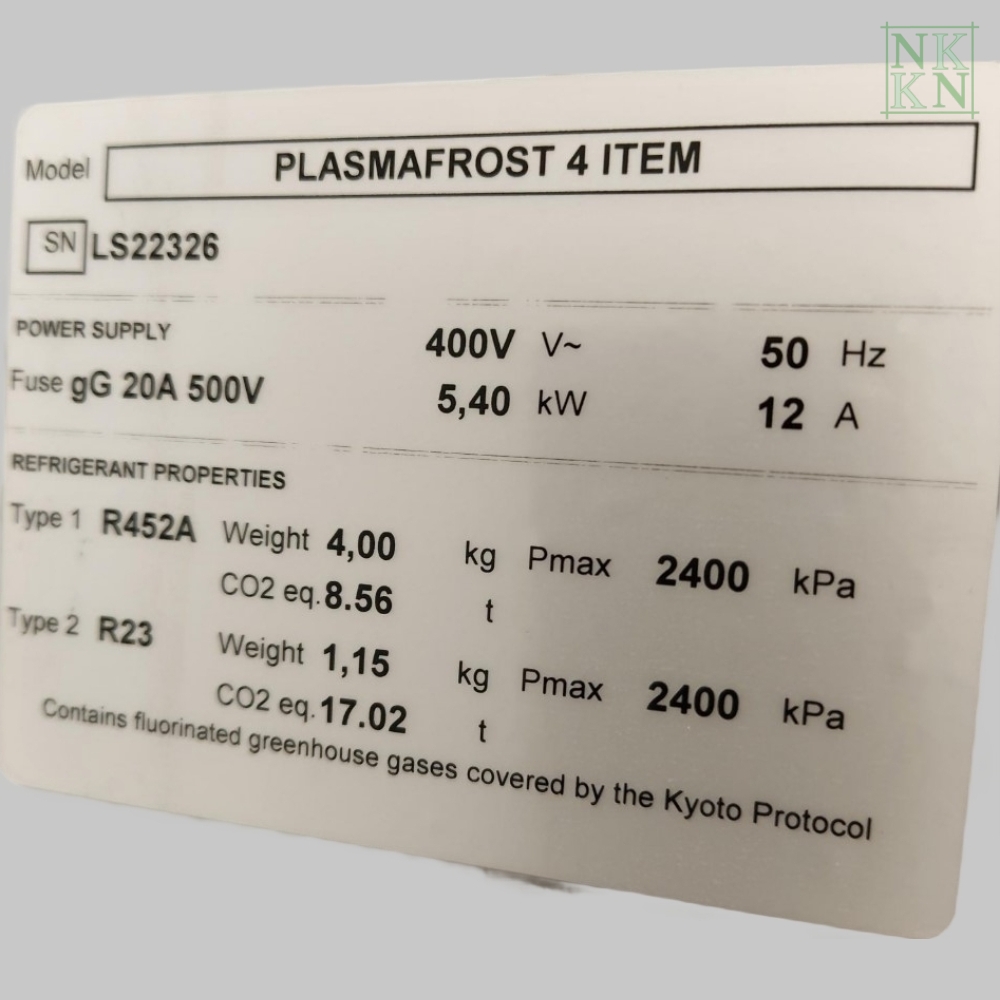 NK
KN
Model PLASMAFROST 4 ITEM
SN LS22326
POWER SUPPLY 400V V~ 50 Hz
Fuse gG 20A 500V 5,40 kW 12 A
REFRIGERANT PROPERTIES
Type 1 R452A Weight 4,00 kg Pmax 2400 kPa
CO2 eq. 8.56 t
Type 2 R23 Weight 1,15 kg Pmax 2400 kPa
CO2 eq. 17.02 t
Contains fluorinated greenhouse gases covered by the Kyoto Protocol